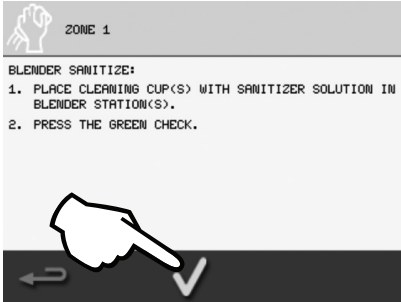 ZONE 1
BLENDER SANITIZE:
1. PLACE CLEANING CUP(S) WITH SANITIZER SOLUTION IN
BLENDER STATION(S).
2. PRESS THE GREEN CHECK.